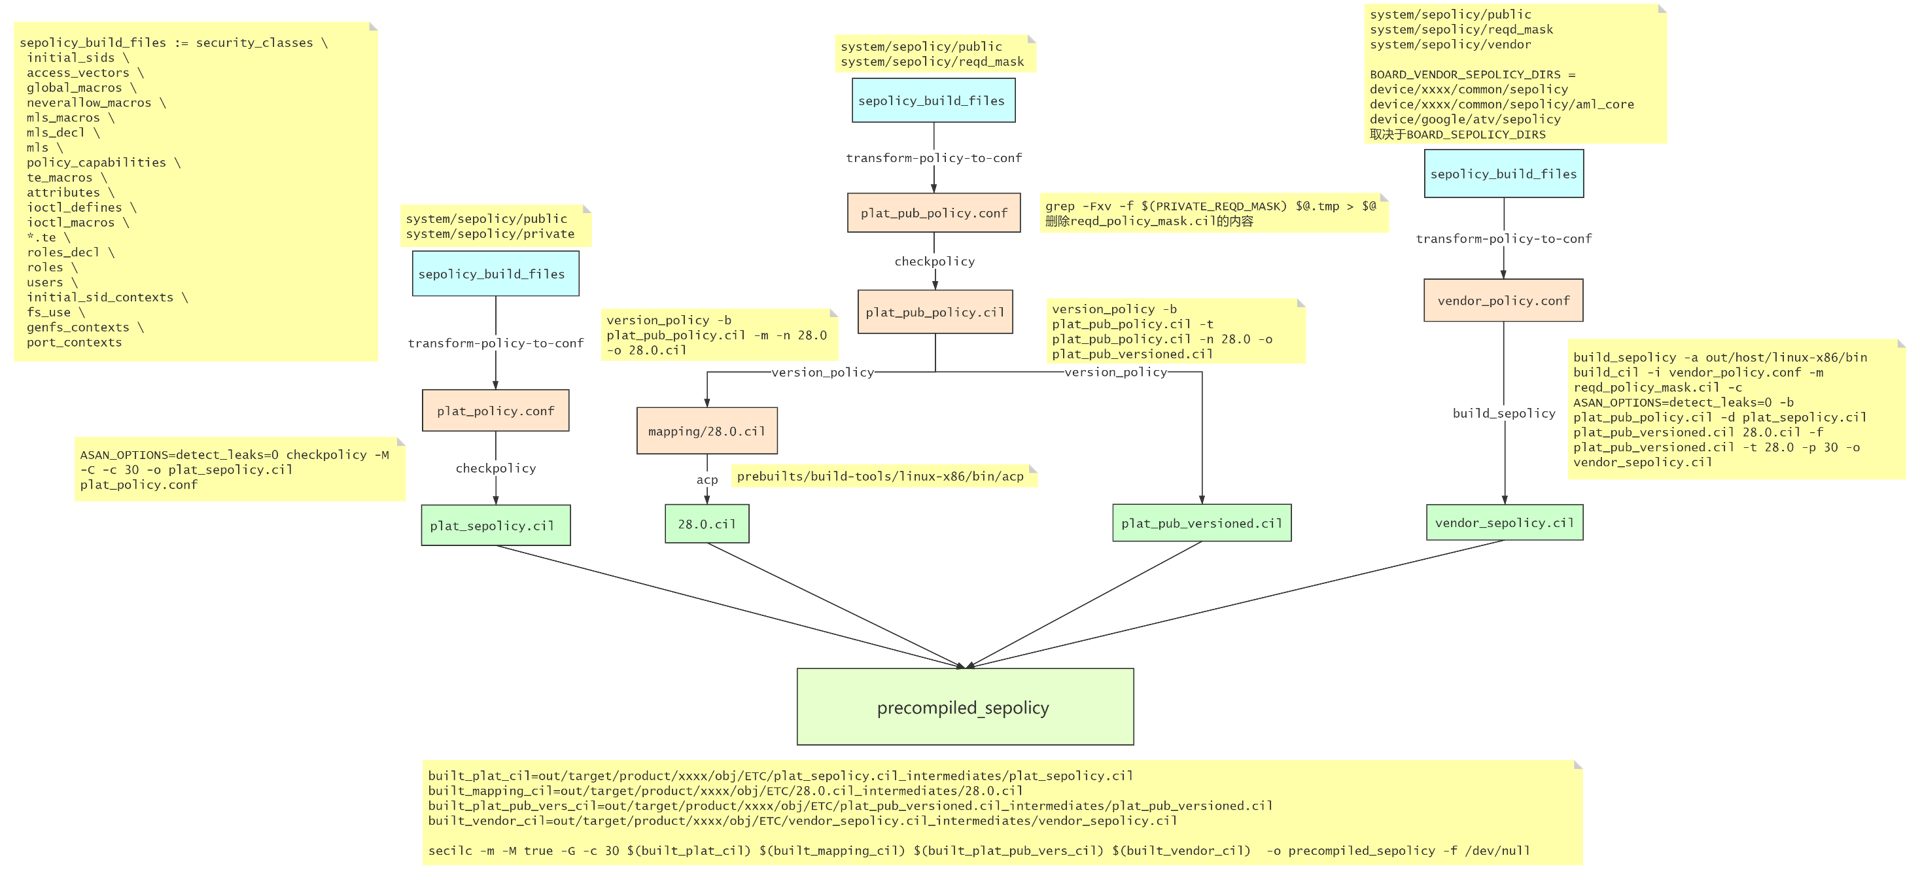 sepolicy_build_files := security_classes \
initial_sids \
access_vectors \
global_macros \
neverallow_macros \
mls_macros \
mls_decl \
mls \
policy_capabilities \
te_macros \
attributes \
ioctl_defines \
ioctl_macros \
*.te \
roles_decl \
roles \
users \
initial_sid_contexts \
fs_use \
genfs_contexts \
port_contexts
system/sepolicy/public
system/sepolicy/private
sepolicy_build_files
transform-policy-to-conf
plat_policy.conf
ASAN_OPTIONS=detect_leaks=0 checkpolicy -M
-C -c 30 -o plat_sepolicy.cil
plat_policy.conf
checkpolicy
plat_sepolicy.cil
system/sepolicy/public
system/sepolicy/reqd_mask
sepolicy_build_files
transform-policy-to-conf
plat_pub_policy.conf
grep -Fxv -f $(PRIVATE_REQD_MASK) $@.tmp > $@
删除reqd_policy_mask.cil的内容
checkpolicy
plat_pub_policy.cil
version_policy -b
plat_pub_policy.cil -m -n 28.0
-o 28.0.cil
version_policy -b
plat_pub_policy.cil -t
plat_pub_policy.cil -n 28.0 -o
plat_pub_versioned.cil
version_policy
version_policy
mapping/28.0.cil
acp
prebuilts/build-tools/linux-x86/bin/acp
28.0.cil
plat_pub_versioned.cil
system/sepolicy/public
system/sepolicy/reqd_mask
system/sepolicy/vendor
BOARD_VENDOR_SEPOLICY_DIRS =
device/xxxx/common/sepolicy
device/xxxx/common/sepolicy/aml_core
device/google/atv/sepolicy
取决于BOARD_SEPOLICY_DIRS
sepolicy_build_files
transform-policy-to-conf
vendor_policy.conf
build_sepolicy -a out/host/linux-x86/bin
build_cil -i vendor_policy.conf -m
reqd_policy_mask.cil -c
ASAN_OPTIONS=detect_leaks=0 -b
plat_pub_policy.cil -d plat_sepolicy.cil
plat_pub_versioned.cil 28.0.cil -f
plat_pub_versioned.cil -t 28.0 -p 30 -o
vendor_sepolicy.cil
build_sepolicy
vendor_sepolicy.cil
precompiled_sepolicy
built_plat_cil=out/target/product/xxxx/obj/ETC/plat_sepolicy.cil_intermediates/plat_sepolicy.cil
built_mapping_cil=out/target/product/xxxx/obj/ETC/28.0.cil_intermediates/28.0.cil
built_plat_pub_vers_cil=out/target/product/xxxx/obj/ETC/plat_pub_versioned.cil_intermediates/plat_pub_versioned.cil
built_vendor_cil=out/target/product/xxxx/obj/ETC/vendor_sepolicy.cil_intermediates/vendor_sepolicy.cil
secilc -m -M true -G -c 30 $(built_plat_cil) $(built_mapping_cil) $(built_plat_pub_vers_cil) $(built_vendor_cil)  -o precompiled_sepolicy -f /dev/null